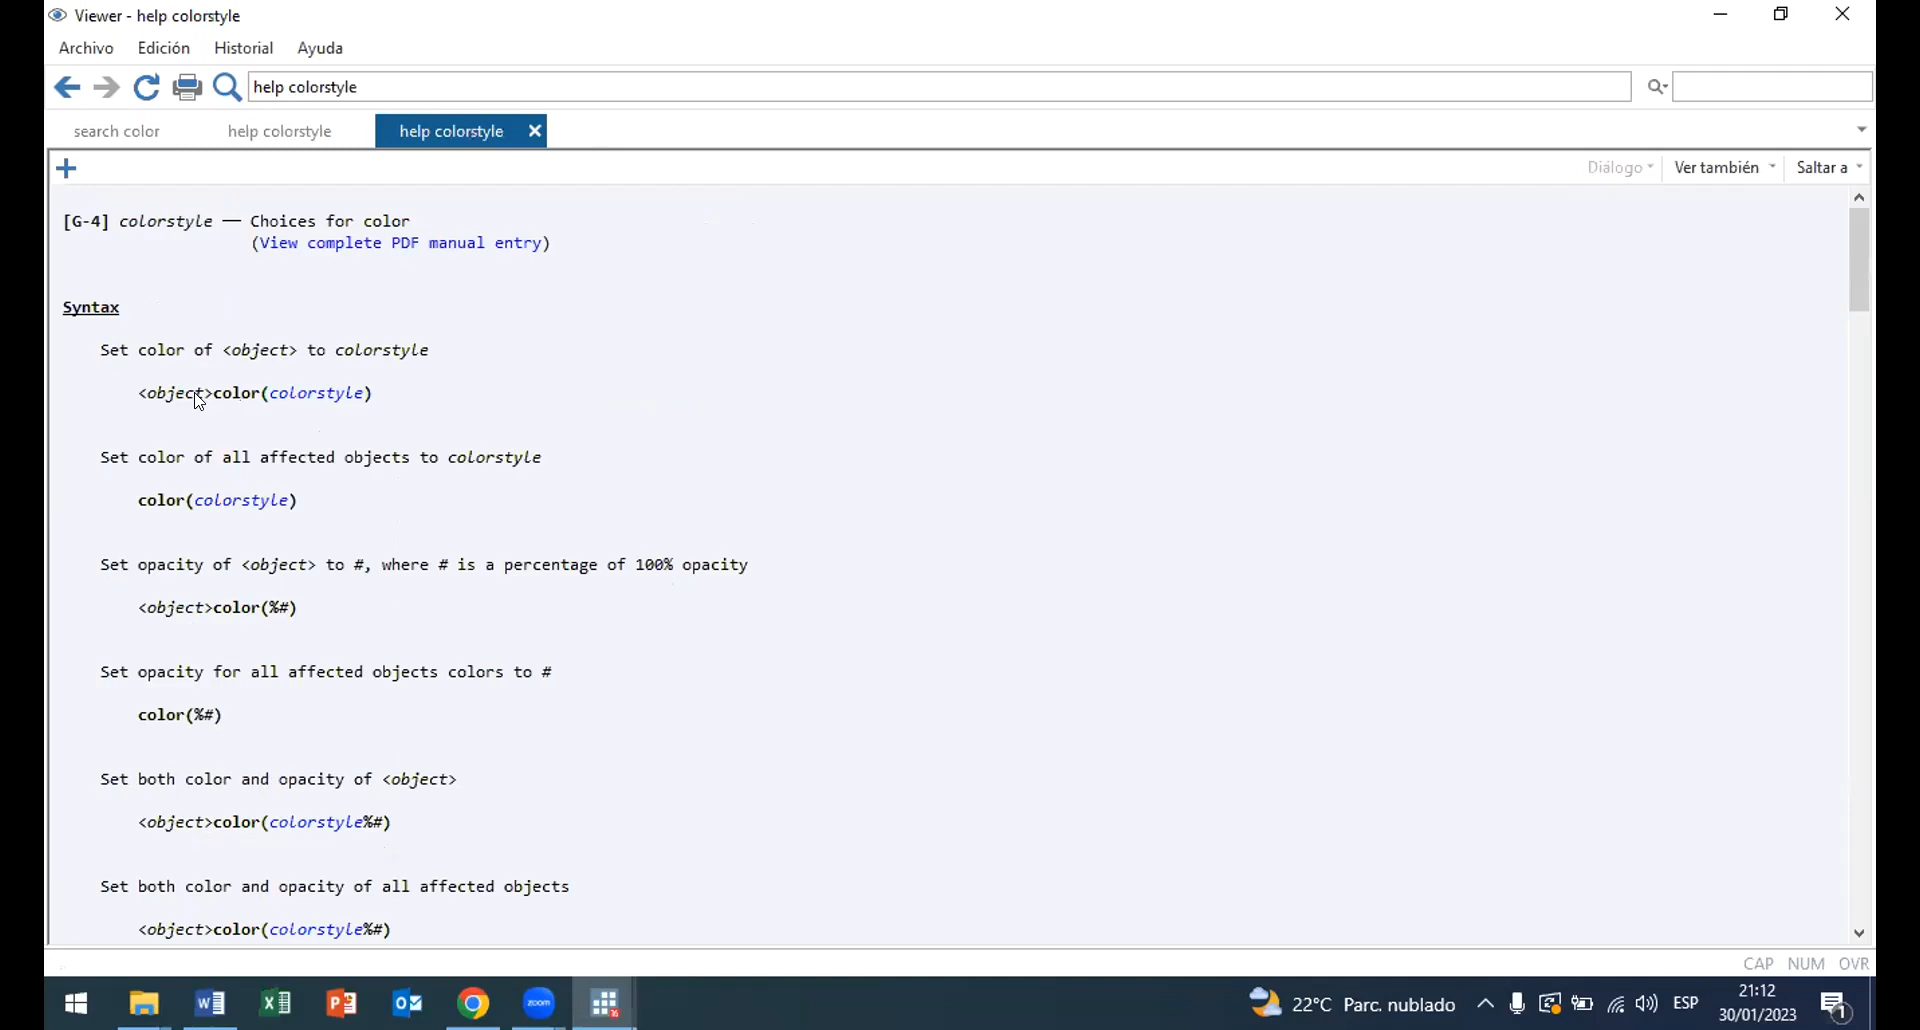 Viewer - help colorstyle
Archivo Edición Historial Ayuda
help colorstyle
search color help colorstyle help colorstyle
Diálogo Ver también Saltar a
[G-4] colorstyle — Choices for color
(View complete PDF manual entry)
Syntax
Set color of <object> to colorstyle
<object>color(colorstyle)
Set color of all affected objects to colorstyle
color(colorstyle)
Set opacity of <object> to #, where # is a percentage of 100% opacity
<object>color(%#)
Set opacity for all affected objects colors to #
color(%#)
Set both color and opacity of <object>
<object>color(colorstyle%#)
Set both color and opacity of all affected objects
<object>color(colorstyle%#)
CAP NUM OVR
zoom 16 22°C Parc. nublado ESP 21:12
30/01/2023 1